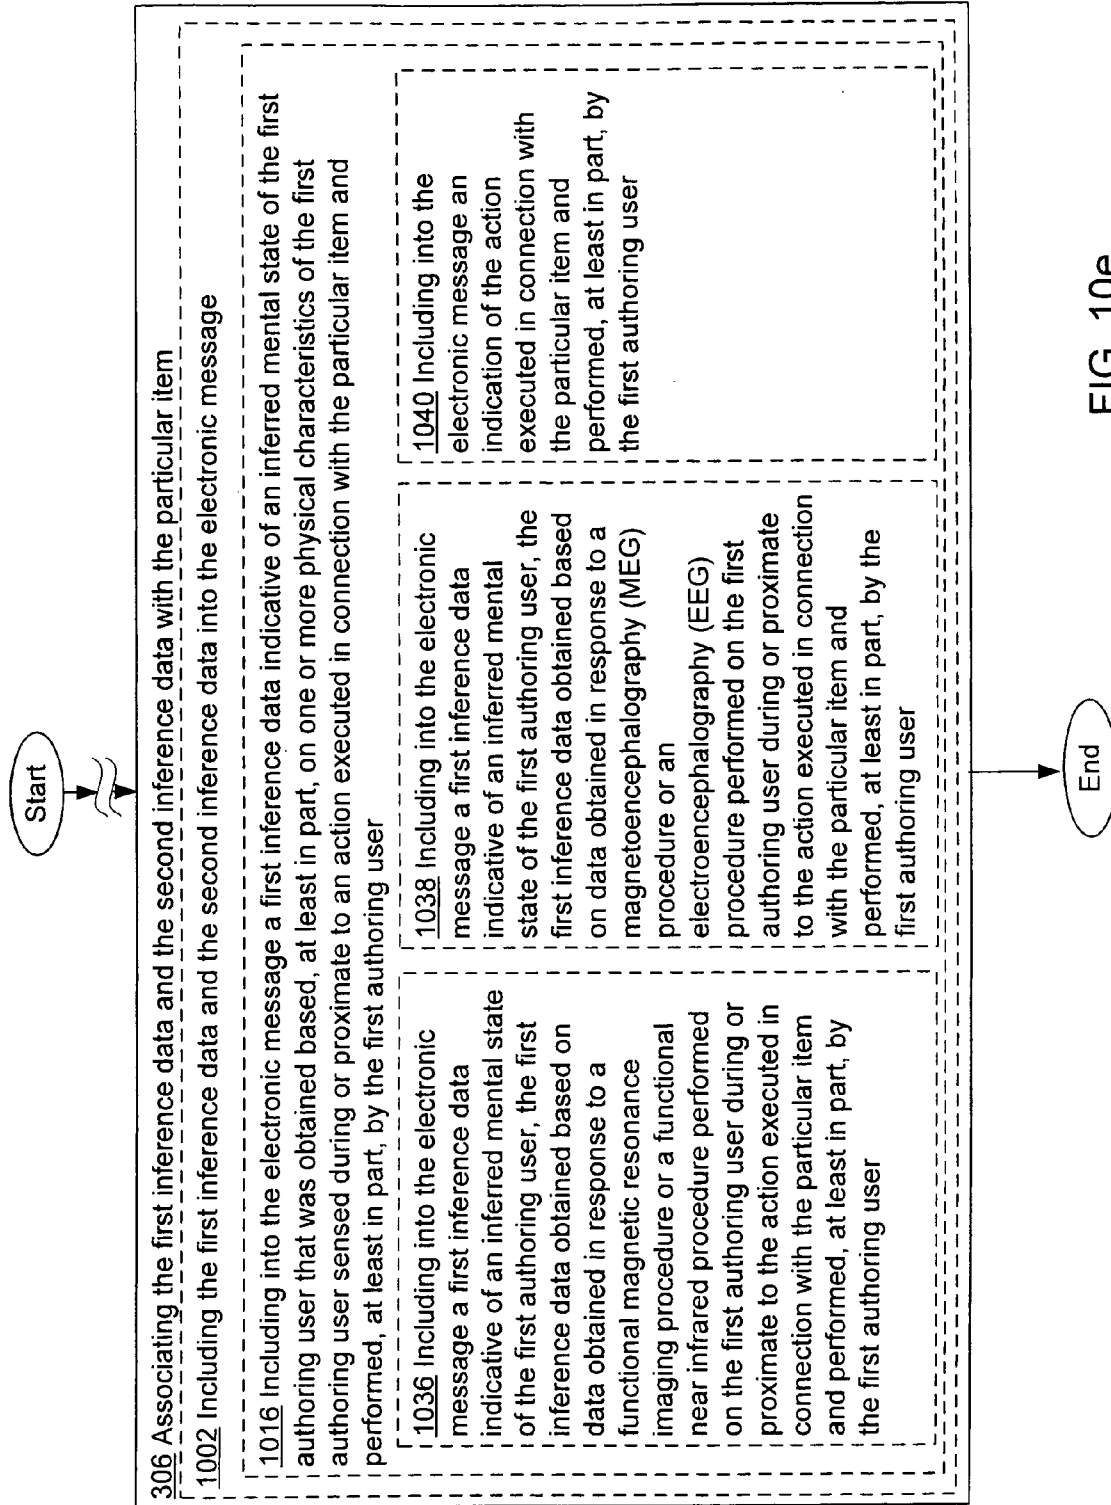 Start
306 Associating the first inference data and the second inference data with the particular item
1002 Including the first inference data and the second inference data into the electronic message
1016 Including into the electronic message a first inference data indicative of an inferred mental state of the first
authoring user that was obtained based, at least in part, on one or more physical characteristics of the first
authoring user sensed during or proximate to an action executed in connection with the particular item and
performed, at least in part, by the first authoring user
1036 Including into the electronic
message a first inference data
indicative of an inferred mental state
of the first authoring user, the first
inference data obtained based on
data obtained in response to a
functional magnetic resonance
imaging procedure or a functional
near infrared procedure performed
on the first authoring user during or
proximate to the action executed in
connection with the particular item
and performed, at least in part, by
the first authoring user
1038 Including into the electronic
message a first inference data
indicative of an inferred mental
state of the first authoring user, the
first inference data obtained based
on data obtained in response to a
magnetoencephalography (MEG)
procedure or an
electroencephalography (EEG)
procedure performed on the first
authoring user during or proximate
to the action executed in connection
with the particular item and
performed, at least in part, by the
first authoring user
1040 Including into the
electronic message an
indication of the action
executed in connection with
the particular item and
performed, at least in part, by
the first authoring user
End
FIG. 10e